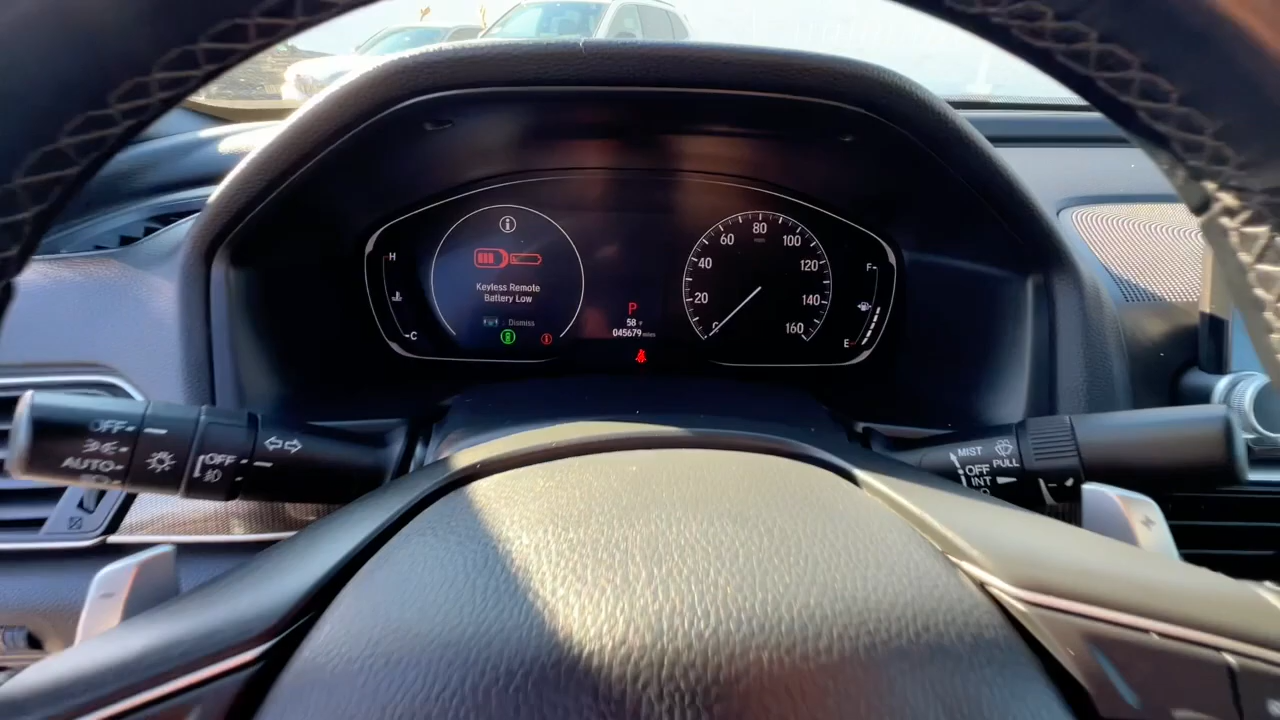 H
C
Keyless Remote
Battery Low
Dismiss
P
58°F
045679 miles
20
40
60
80
mph
100
120
140
160
F
E
OFF
AUTO
OFF
MIST
PULL
OFF
INT